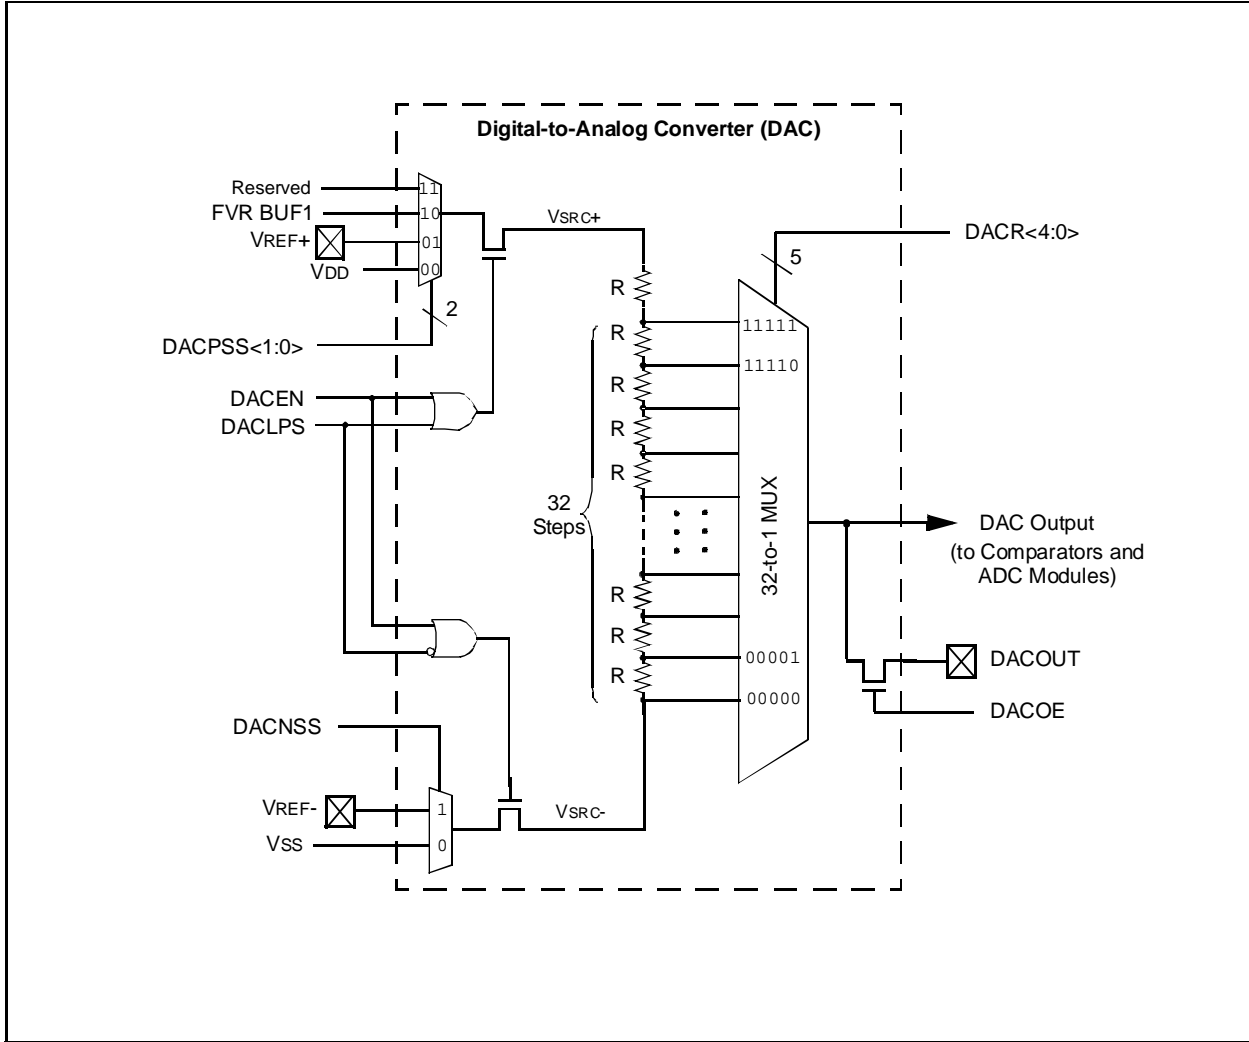 Digital-to-Analog Converter (DAC)
Reserved
11
FVR BUF1
10
VREF+
01
VDD
00
VSRC+
DACR<4:0>
5
2
R
R
R
R
R
11111
11110
DACPSS<1:0>
DACEN
DACLPS
32
Steps
32-to-1 MUX
DAC Output
(to Comparators and
ADC Modules)
R
R
R
00001
00000
DACOUT
DACOE
DACNSS
VREF-
1
VSS
0
VSRC-